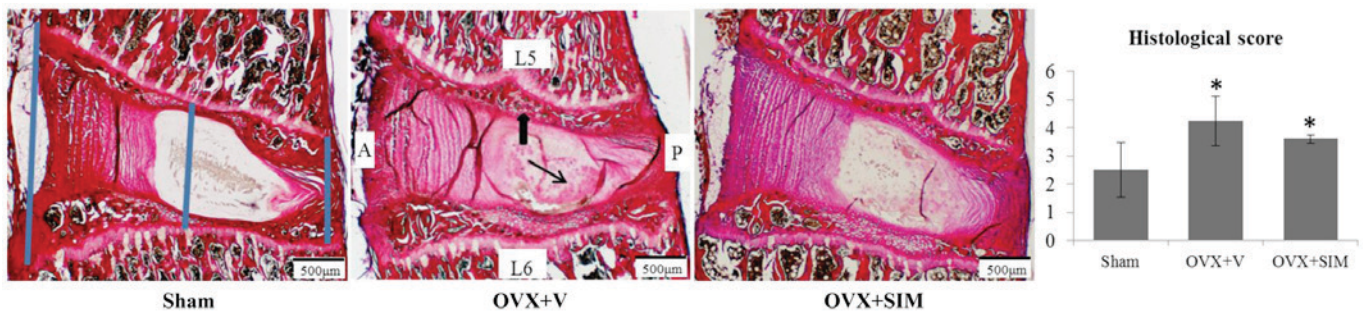 A
L5
P
L6
500μm
500μm
500μm
Sham
OVX+V
OVX+SIM
Histological score
6
5
4
3
2
1
0
*
*
Sham
OVX+V
OVX+SIM